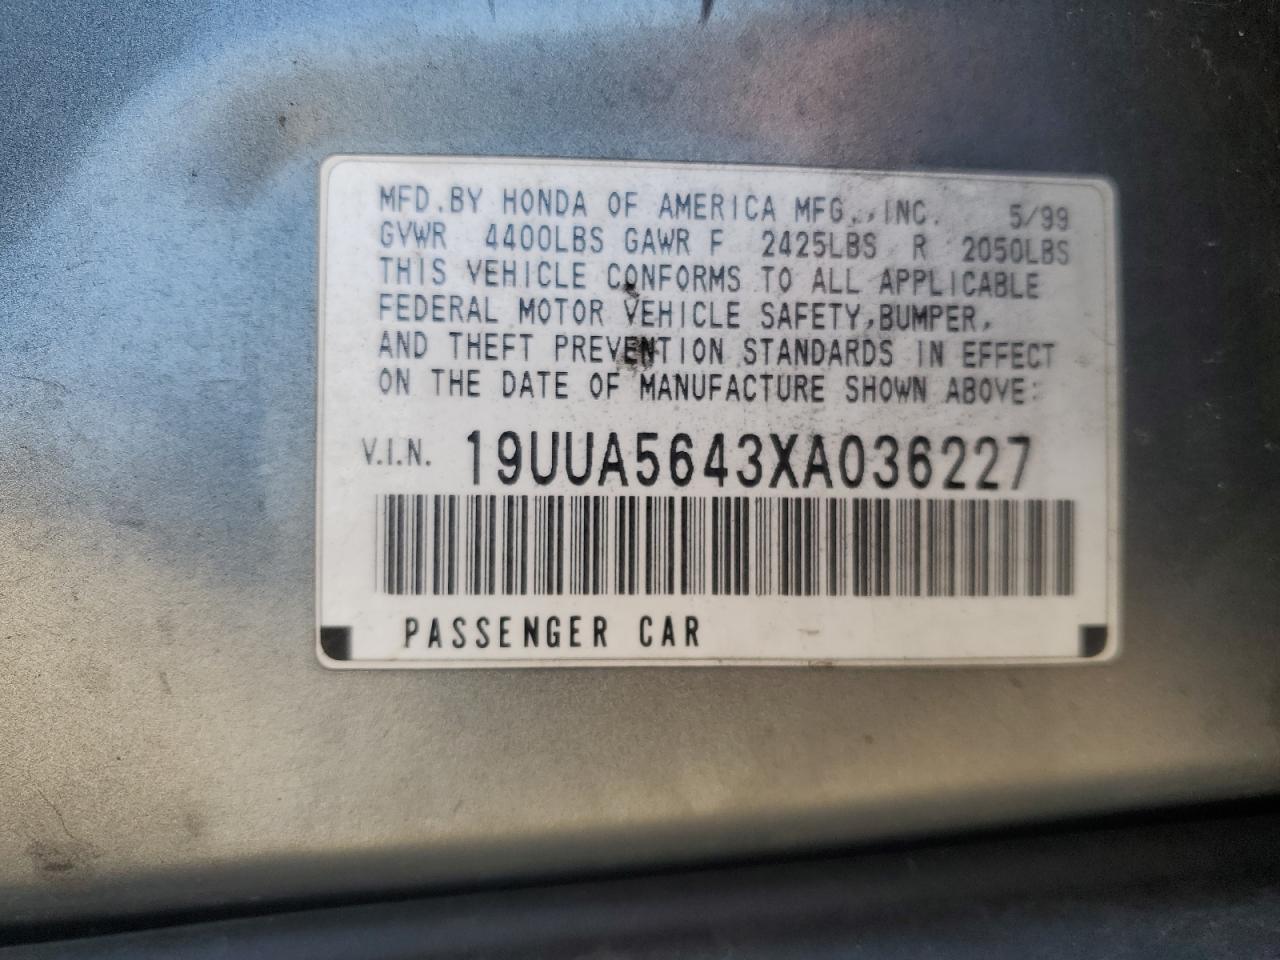 MFD.BY HONDA OF AMERICA MFG.,INC. 5/99
GVWR 4400LBS GAWR F 2425LBS R 2050LBS
THIS VEHICLE CONFORMS TO ALL APPLICABLE
FEDERAL MOTOR VEHICLE SAFETY,BUMPER,
AND THEFT PREVENTION STANDARDS IN EFFECT
ON THE DATE OF MANUFACTURE SHOWN ABOVE:
V.I.N. 19UUA5643XA036227
PASSENGER CAR